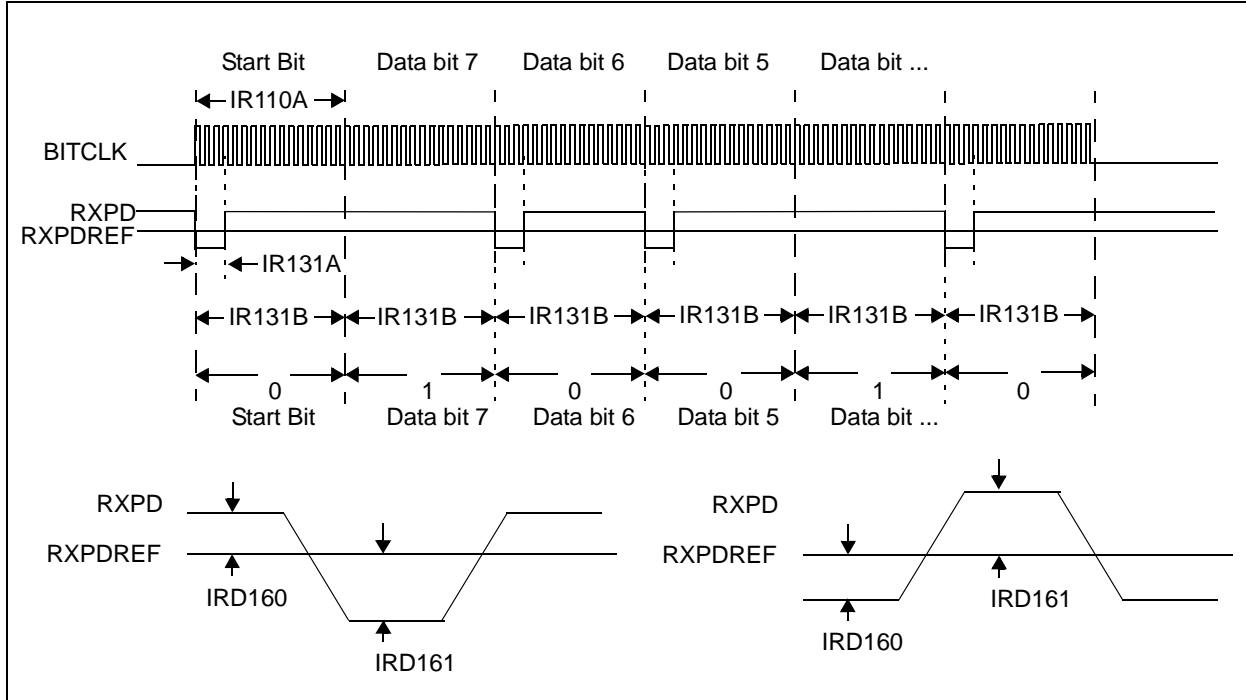 Start Bit Data bit 7 Data bit 6 Data bit 5 Data bit ...
IR110A
BITCLK
RXPD
RXPDREF
IR131A
IR131B IR131B IR131B IR131B IR131B IR131B
0 1 0 0 1 0
Start Bit Data bit 7 Data bit 6 Data bit 5 Data bit ...
RXPD
RXPDREF
IRD160
IRD161
RXPD
RXPDREF
IRD161
IRD160